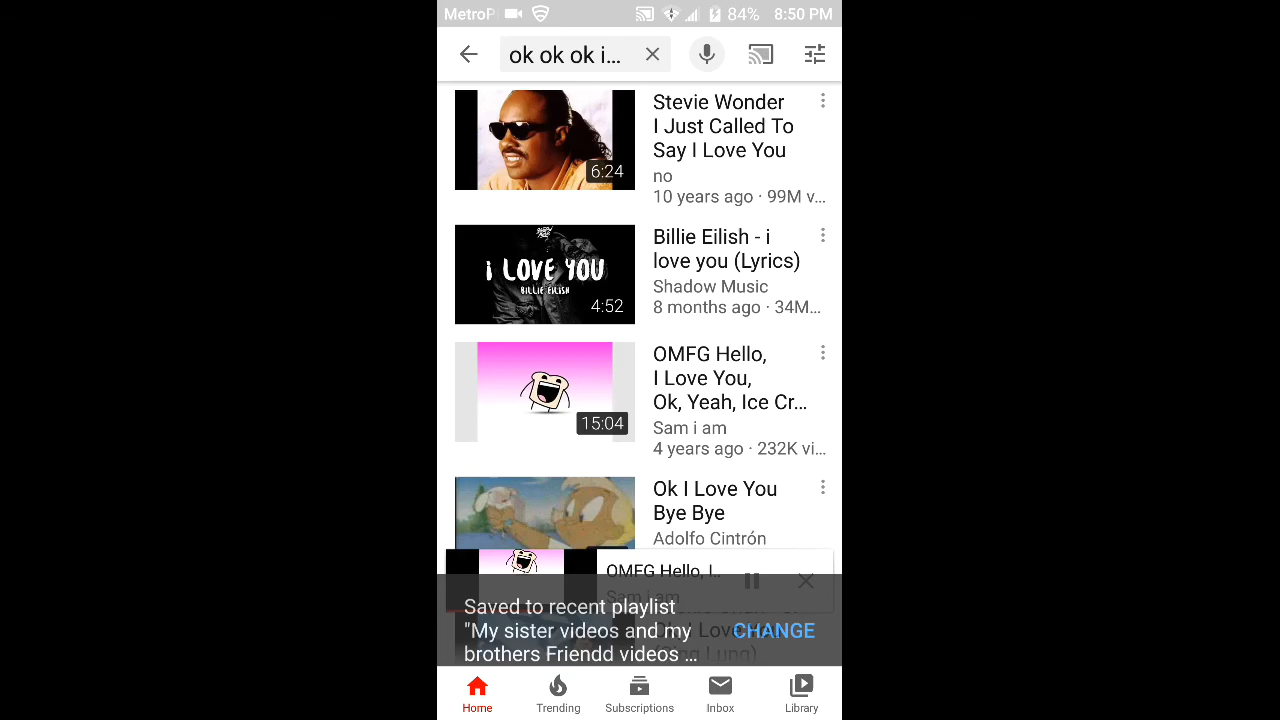 MetroP 84% 8:50 PM
ok ok ok i...
6:24
Stevie Wonder
I Just Called To
Say I Love You
no
10 years ago · 99M v...
i LOVE YOU
BILLIE EILISH
4:52
Billie Eilish - i
love you (Lyrics)
Shadow Music
8 months ago · 34M...
15:04
OMFG Hello,
I Love You,
Ok, Yeah, Ice Cr...
Sam i am
4 years ago · 232K vi...
Ok I Love You
Bye Bye
Adolfo Cintrón
OMFG Hello, I..
Sam i am
Saved to recent playlist
"My sister videos and my
brothers Friendd videos ...
CHANGE
Home Trending Subscriptions Inbox Library